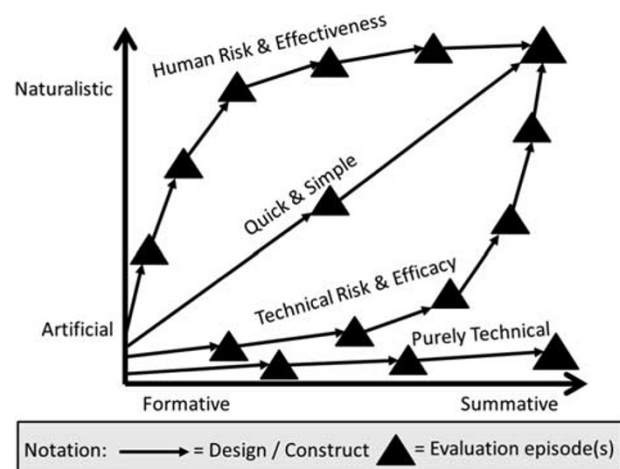 Human Risk & Effectiveness
Naturalistic
Quick & Simple
Technical Risk & Efficacy
Artificial
Purely Technical
Formative
Summative
Notation:
= Design / Construct
= Evaluation episode(s)